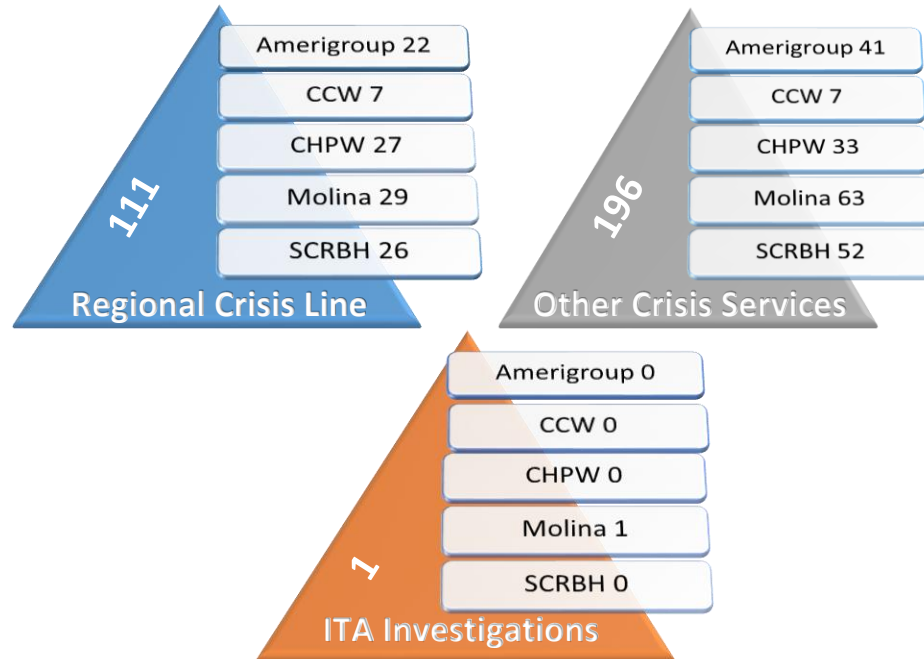 Amerigroup 22
CCW 7
CHPW 27
Molina 29
SCRBH 26
111
Regional Crisis Line
Amerigroup 41
CCW 7
CHPW 33
Molina 63
SCRBH 52
196
Other Crisis Services
Amerigroup 0
CCW 0
CHPW 0
Molina 1
SCRBH 0
1
ITA Investigations